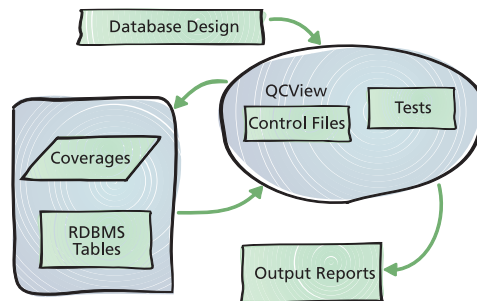 Database Design
QCView
Control Files
Tests
Coverages
RDBMS
Tables
Output Reports